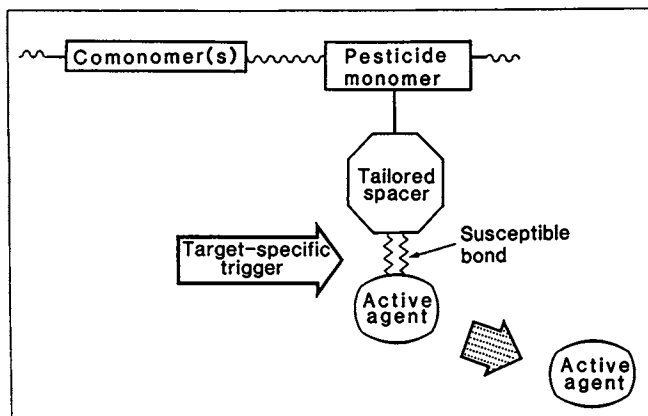 Comonomer(s)
Pesticide
monomer
Tailored
spacer
Target-specific
trigger
Susceptible
bond
Active
agent
Active
agent